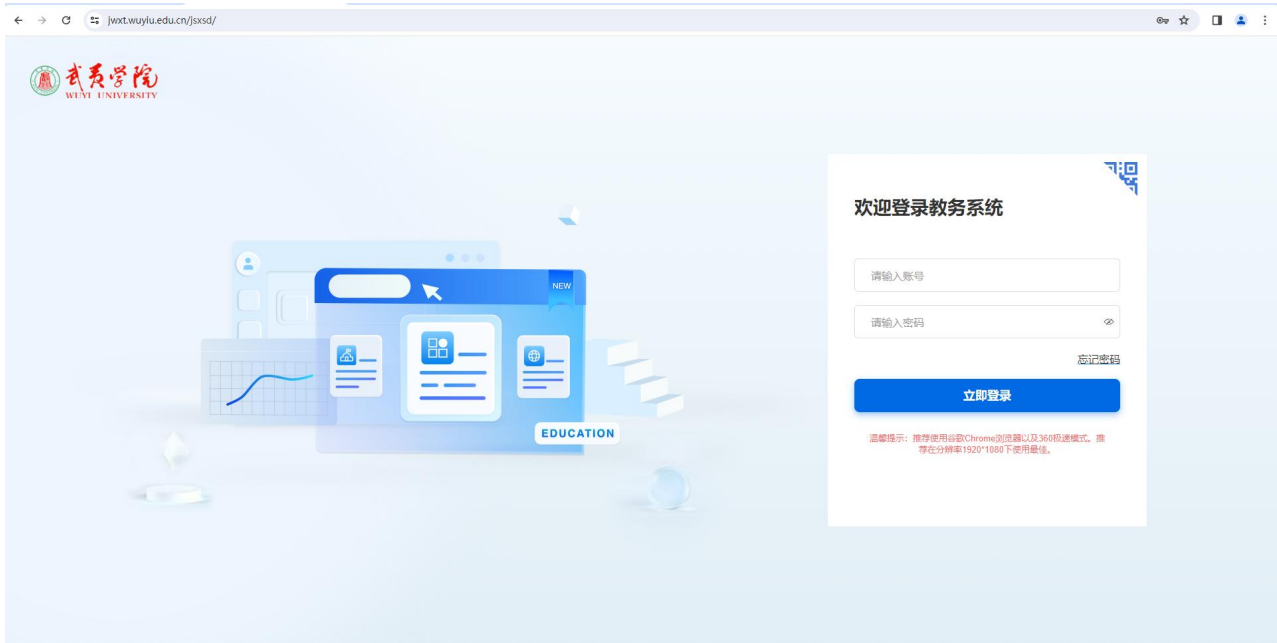 jwxt.wuyiu.edu.cn/jsxsd/
武夷学院
WUYI UNIVERSITY
欢迎登录教务系统
请输入账号
NEW
请输入密码
忘记密码
立即登录
EDUCATION
温馨提示：推荐使用谷歌Chrome浏览器以及360极速模式。推
荐在分辨率1920*1080下使用最佳。